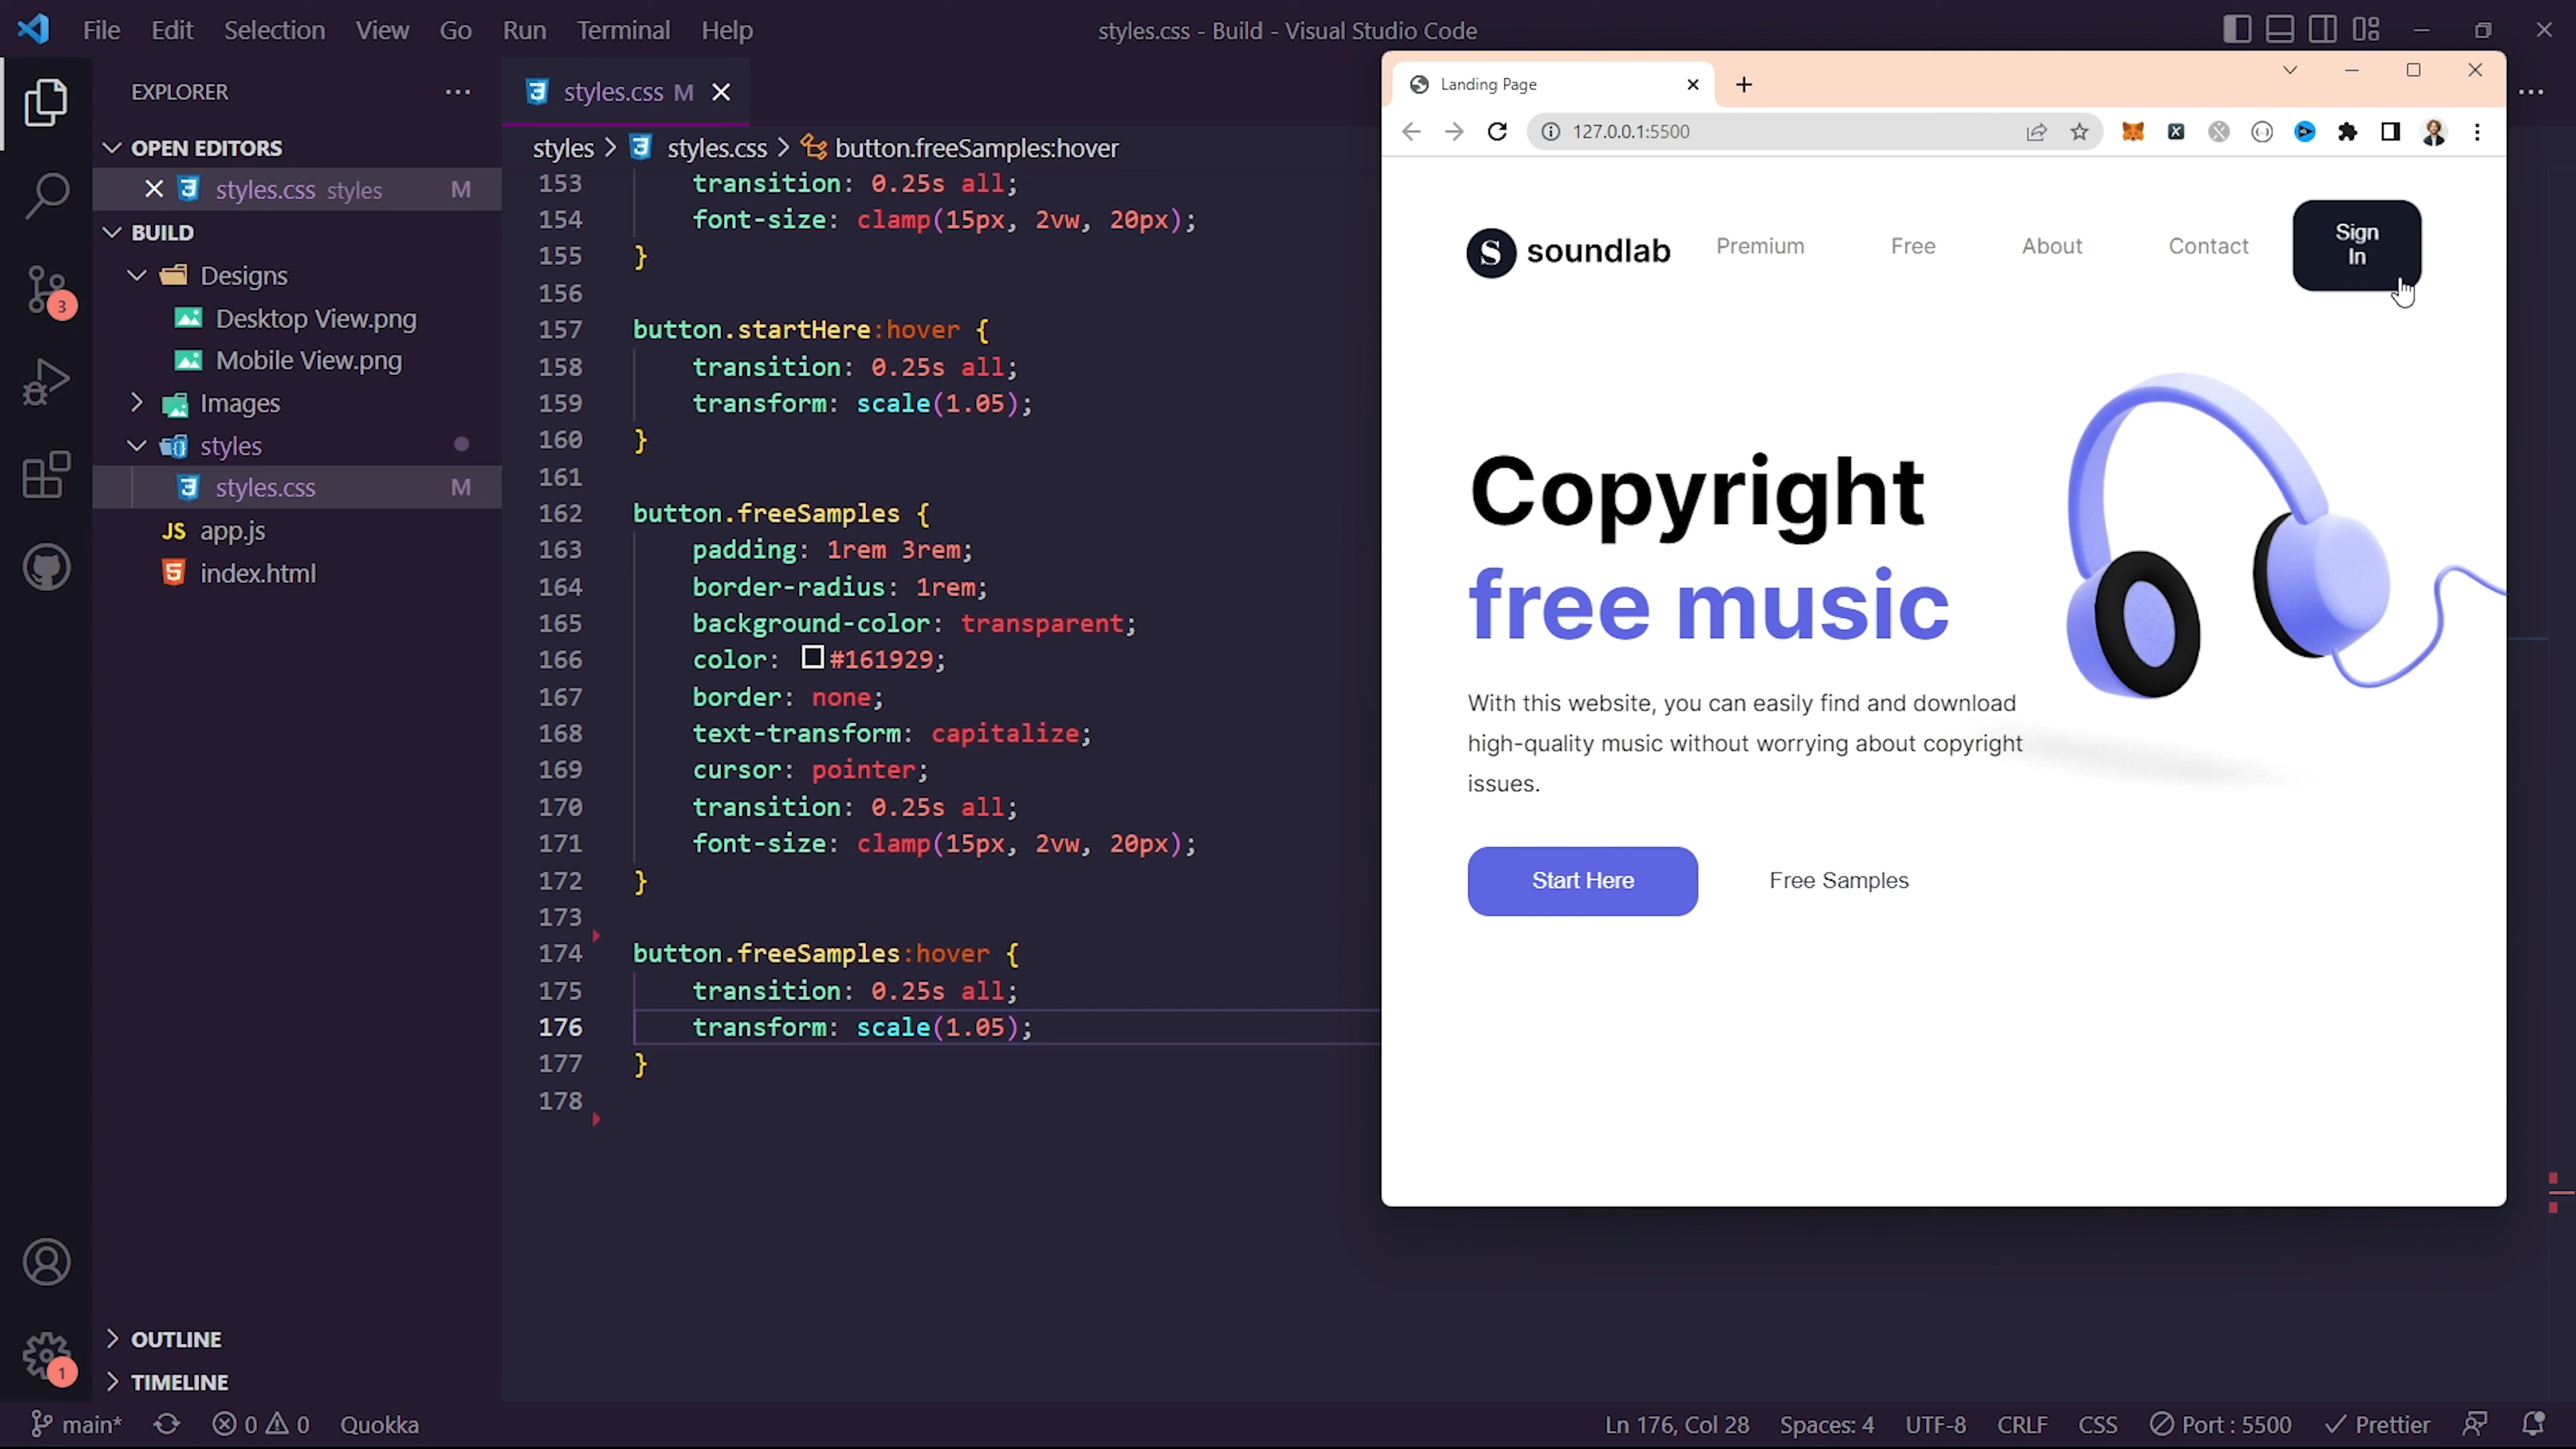 File Edit Selection View Go Run Terminal Help
styles.css - Build - Visual Studio Code
EXPLORER
OPEN EDITORS
styles.css styles M
BUILD
Designs
Desktop View.png
Mobile View.png
Images
styles
styles.css M
JS app.js
index.html
OUTLINE
TIMELINE
3
1
styles.css M
styles > styles.css > button.freeSamples:hover
153 transition: 0.25s all;
154 font-size: clamp(15px, 2vw, 20px);
155 }
156
157 button.startHere:hover {
158 transition: 0.25s all;
159 transform: scale(1.05);
160 }
161
162 button.freeSamples {
163 padding: 1rem 3rem;
164 border-radius: 1rem;
165 background-color: transparent;
166 color: #161929;
167 border: none;
168 text-transform: capitalize;
169 cursor: pointer;
170 transition: 0.25s all;
171 font-size: clamp(15px, 2vw, 20px);
172 }
173
174 button.freeSamples:hover {
175 transition: 0.25s all;
176 transform: scale(1.05);
177 }
178
Landing Page
127.0.0.1:5500
S soundlab
Premium Free About Contact
Sign
In
Copyright
free music
With this website, you can easily find and download
high-quality music without worrying about copyright
issues.
Start Here Free Samples
main* 0 0 Quokka
Ln 176, Col 28 Spaces: 4 UTF-8 CRLF CSS Port : 5500 Prettier